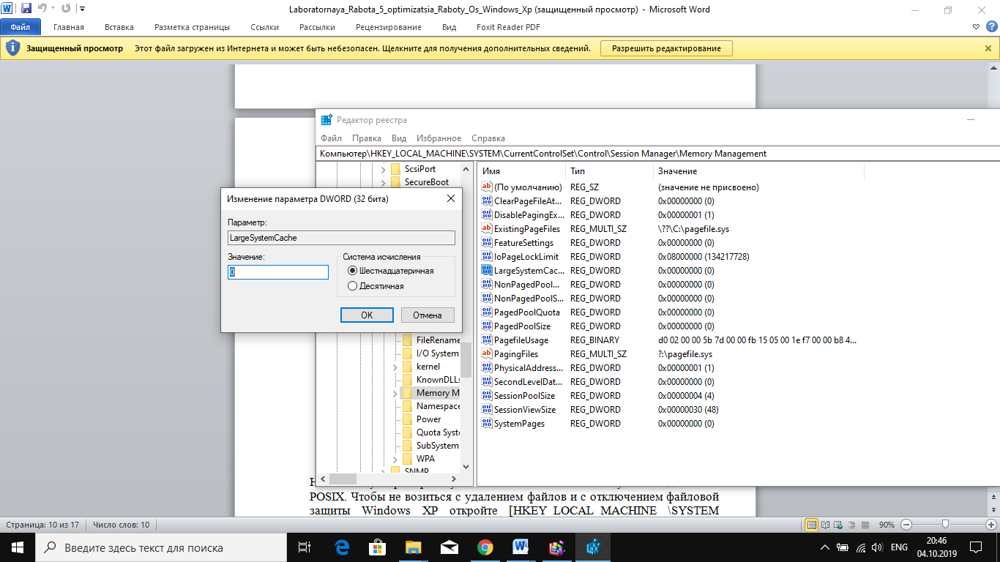 Laboratornaya_Rabota_5_optimizatsia_Raboty_Os_Windows_Xp (защищенный просмотр) - Microsoft Word
Файл Главная Вставка Разметка страницы Ссылки Рассылки Рецензирование Вид Foxit Reader PDF
Защищенный просмотр Этот файл загружен из Интернета и может быть небезопасен. Щелкните для получения дополнительных сведений. Разрешить редактирование
Редактор реестра
Файл Правка Вид Избранное Справка
Компьютер\HKEY_LOCAL_MACHINE\SYSTEM\CurrentControlSet\Control\Session Manager\Memory Management
ScsiPort
SecureBoot
FileRename
I/O System
kernel
KnownDLLs
Memory M
Namespace
Power
Quota Syst
SubSystems
WPA
SNMP
Имя Тип Значение
(По умолчанию) REG_SZ (значение не присвоено)
ClearPageFileAt... REG_DWORD 0x00000000 (0)
DisablePagingEx... REG_DWORD 0x00000001 (1)
ExistingPageFiles REG_MULTI_SZ \??\C:\pagefile.sys
FeatureSettings REG_DWORD 0x00000000 (0)
IoPageLockLimit REG_DWORD 0x08000000 (134217728)
LargeSystemCac... REG_DWORD 0x00000000 (0)
NonPagedPool... REG_DWORD 0x00000000 (0)
NonPagedPoolS... REG_DWORD 0x00000000 (0)
PagedPoolQuota REG_DWORD 0x00000000 (0)
PagedPoolSize REG_DWORD 0x00000000 (0)
PagefileUsage REG_BINARY d0 02 00 00 5b 7d 00 00 fb 15 05 00 1e f7 00 00 b8 4...
PagingFiles REG_MULTI_SZ ?:\pagefile.sys
PhysicalAddress... REG_DWORD 0x00000001 (1)
SecondLevelDat... REG_DWORD 0x00000000 (0)
SessionPoolSize REG_DWORD 0x00000004 (4)
SessionViewSize REG_DWORD 0x00000030 (48)
SystemPages REG_DWORD 0x00000000 (0)
Изменение параметра DWORD (32 бита)
Параметр:
LargeSystemCache
Значение: Система исчисления
0 Шестнадцатеричная
Десятичная
OK Отмена
POSIX. Чтобы не возиться с удалением файлов и с отключением файловой
защиты Windows XP откройте [HKEY_LOCAL_MACHINE \SYSTEM
Страница: 10 из 17 Число слов: 10 90%
Введите здесь текст для поиска
ENG 20:46
04.10.2019